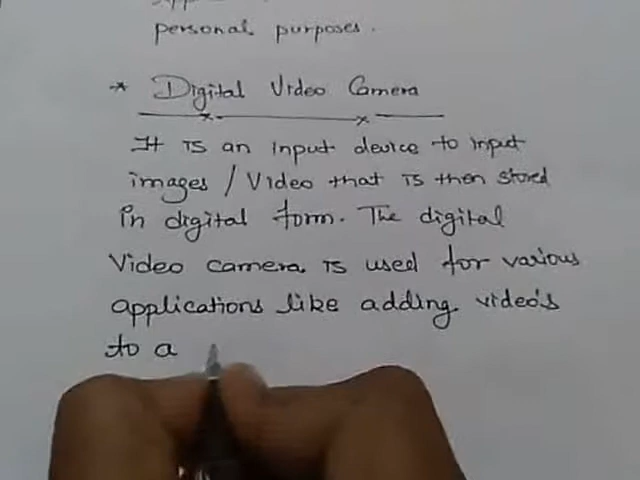 personal purposes.
* Digital Video Camera
It is an input device to input
images / Video that is then stored
in digital form. The digital
Video camera is used for various
applications like adding video's
to a